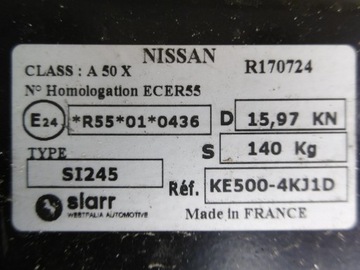 NISSAN
CLASS : A 50 X R170724
N° Homologation ECER55
E24 *R55*01*0436 D 15,97 KN
TYPE S 140 Kg
SI245 Réf. KE500-4KJ1D
siarr
WESTFALIA AUTOMOTIVE Made in FRANCE